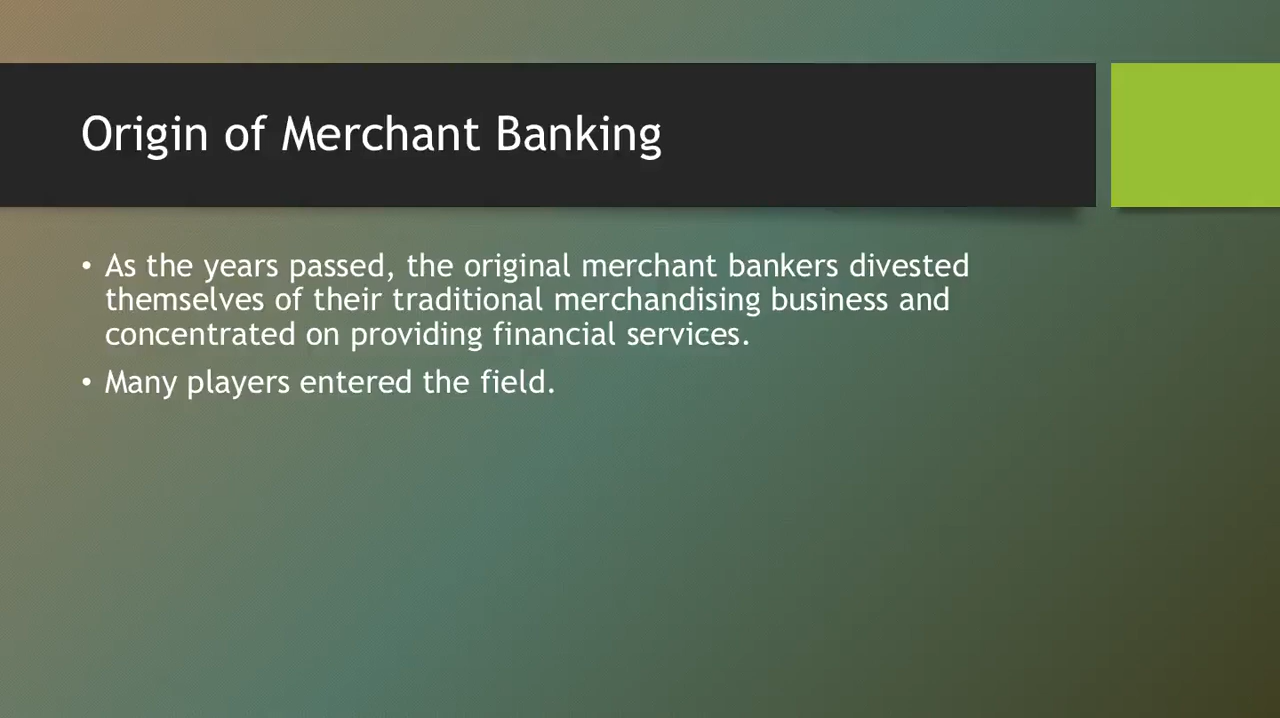 Origin of Merchant Banking
• As the years passed, the original merchant bankers divested
themselves of their traditional merchandising business and
concentrated on providing financial services.
• Many players entered the field.